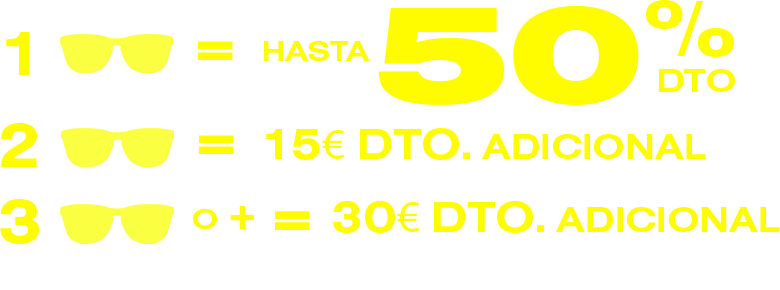 1 = HASTA 50% DTO
2 = 15€ DTO. ADICIONAL
3 o + = 30€ DTO. ADICIONAL